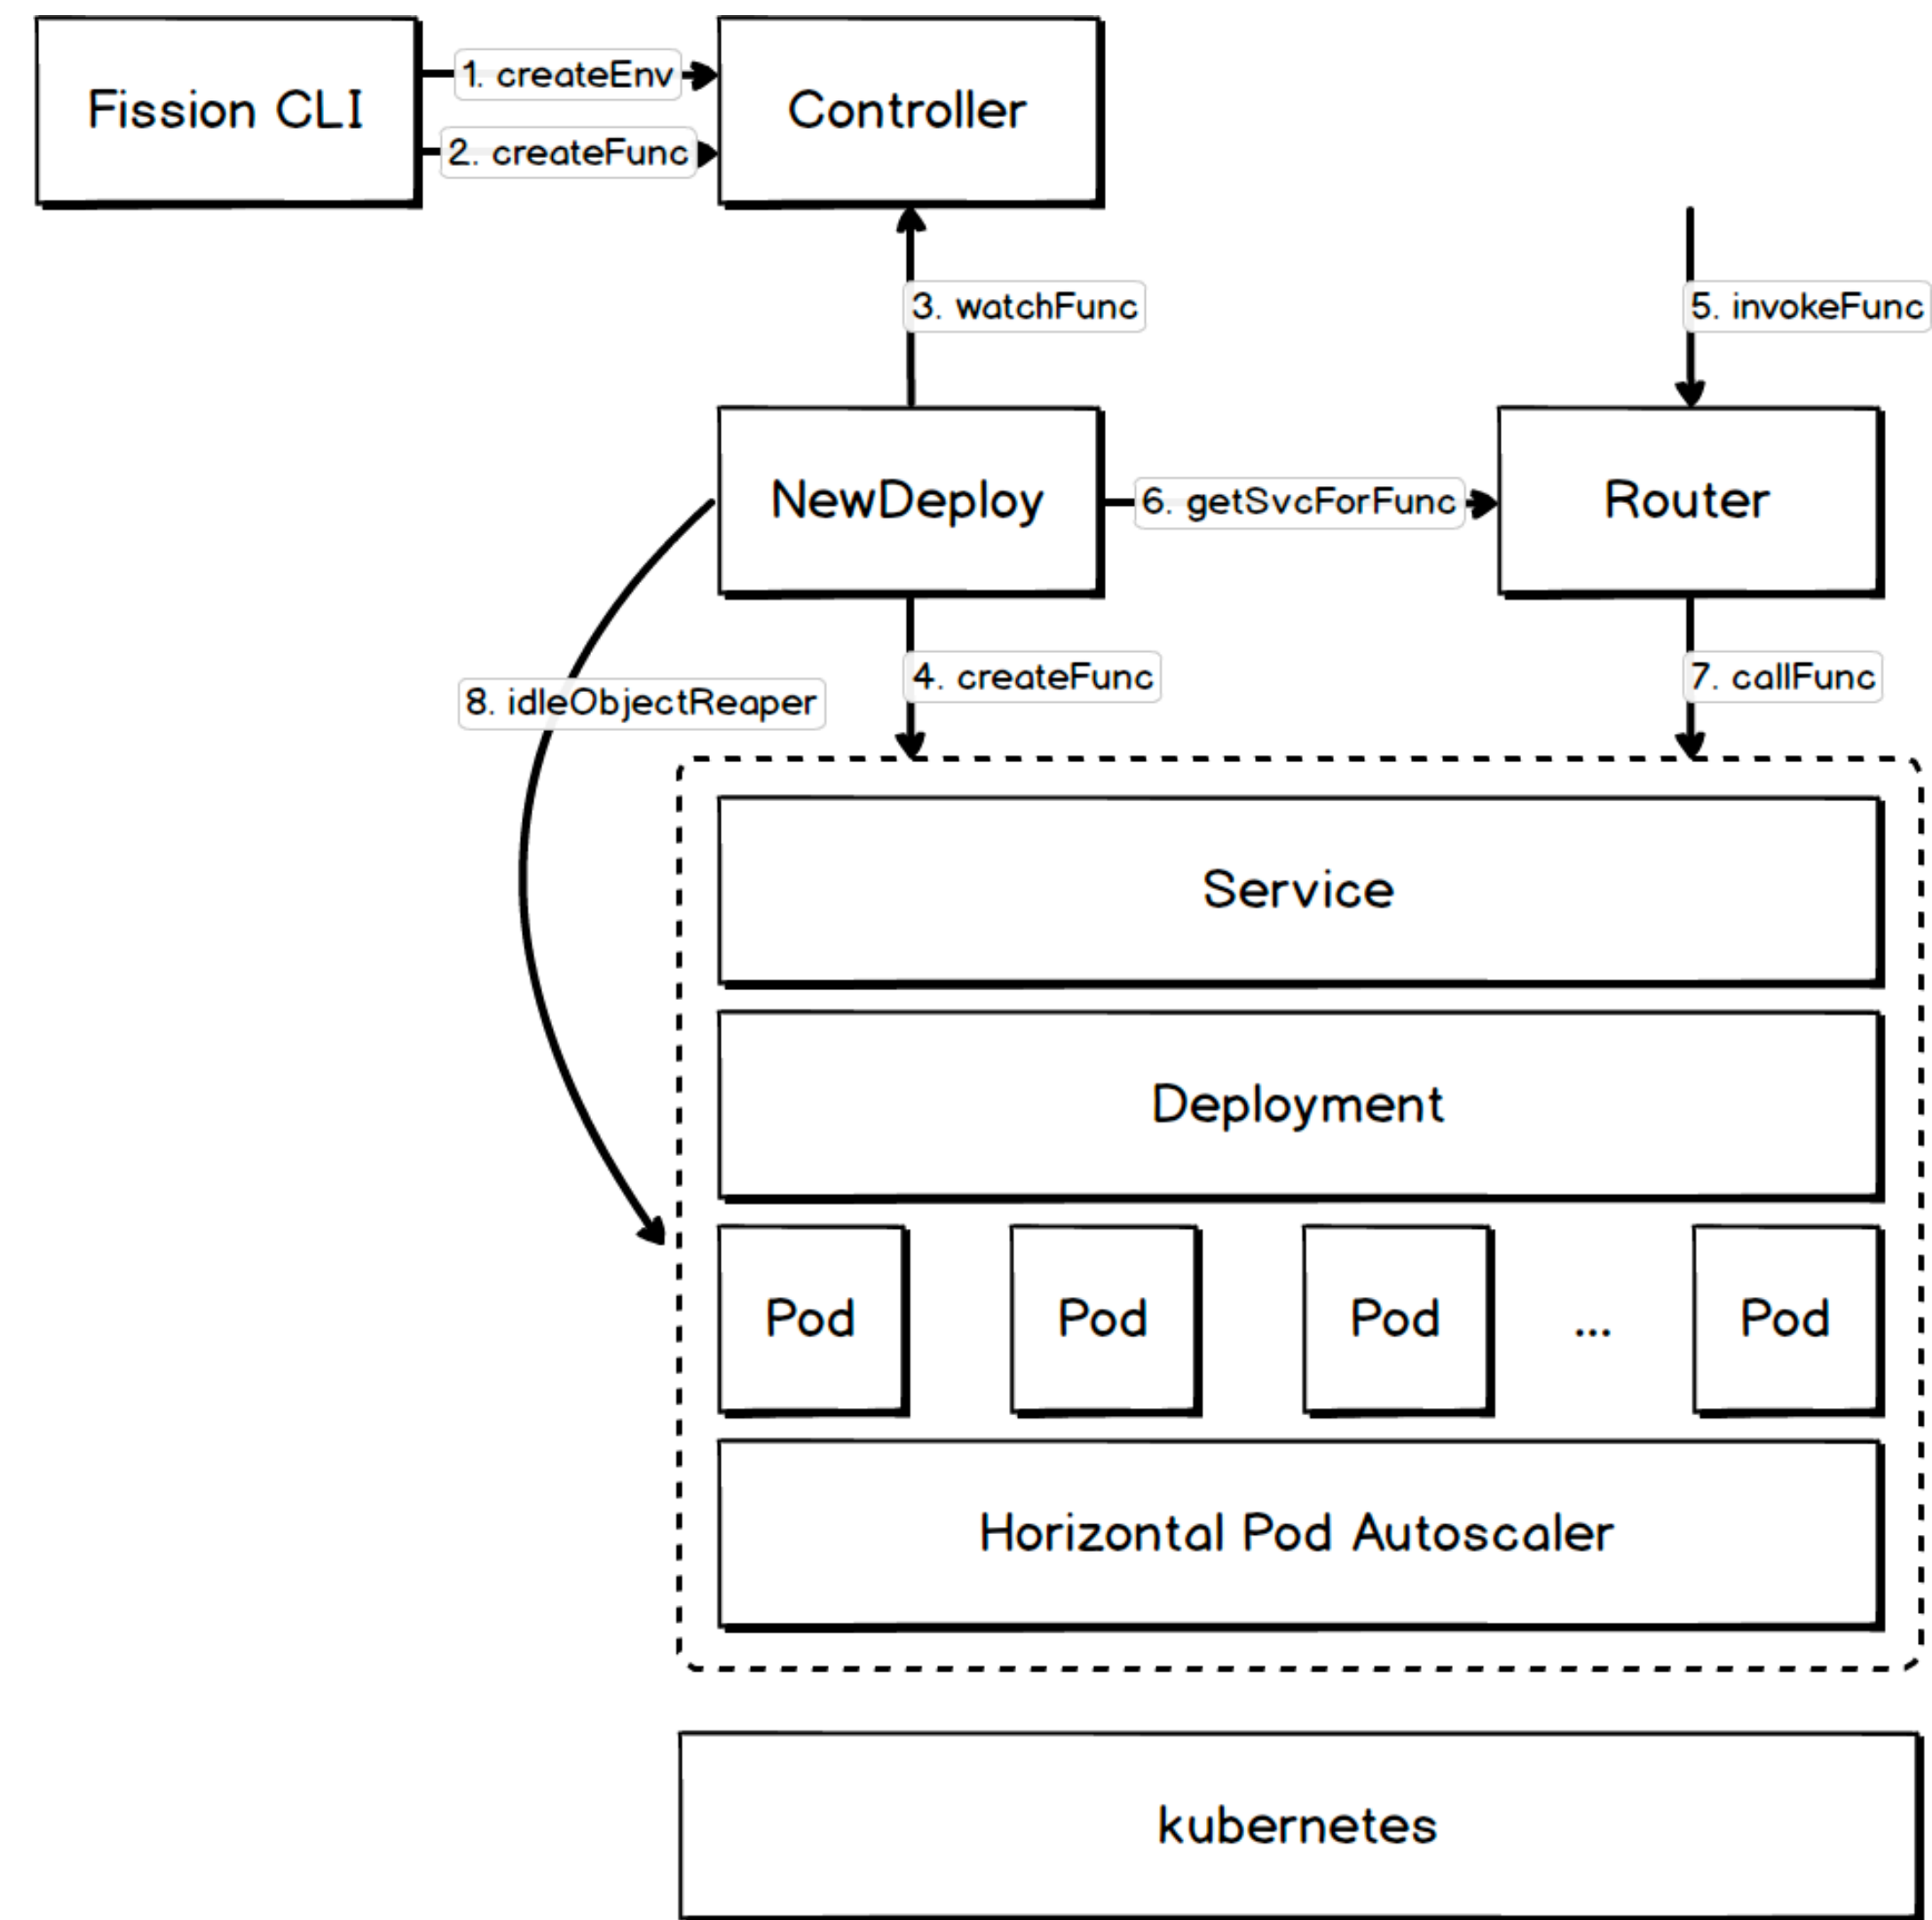 Fission CLI
1. createEnv
2. createFunc
Controller
3. watchFunc
5. invokeFunc
NewDeploy
6. getSvcForFunc
Router
8. idleObjectReaper
4. createFunc
7. callFunc
Service
Deployment
Pod
Pod
Pod
...
Pod
Horizontal Pod Autoscaler
kubernetes